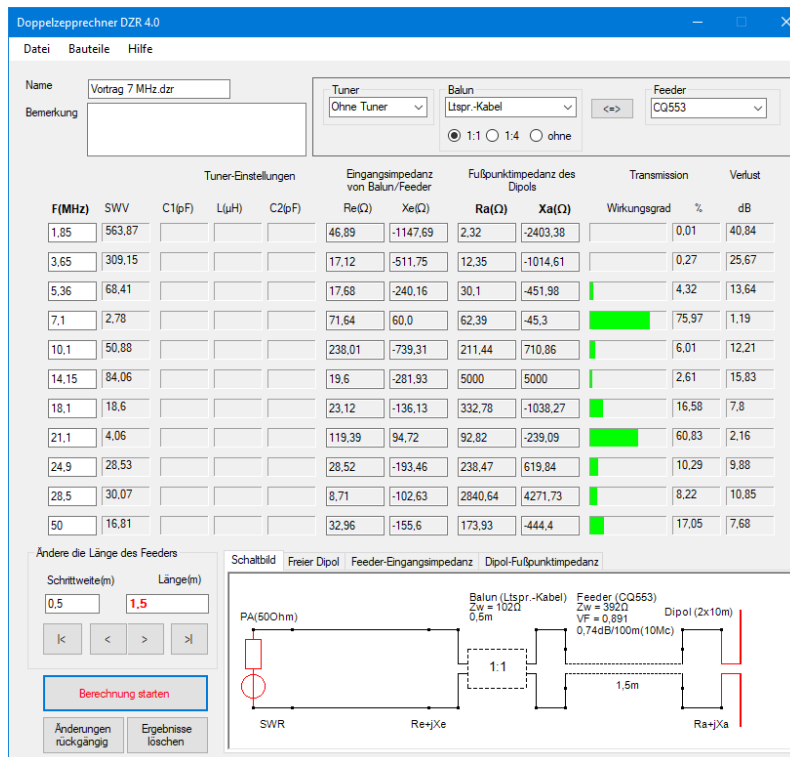 Doppelzepprechner DZR 4.0
Datei Bauteile Hilfe
Name Vortrag 7 MHz.dzr
Bemerkung
Tuner Balun Feeder
Ohne Tuner Ltspr.-Kabel <=> CQ553
1:1 1:4 ohne
Tuner-Einstellungen Eingangsimpedanz von Balun/Feeder Fußpunktimpedanz des Dipols Transmission Verlust
F(MHz) SWV C1(pF) L(µH) C2(pF) Re(Ω) Xe(Ω) Ra(Ω) Xa(Ω) Wirkungsgrad % dB
1,85 563,87 46,89 -1147,69 2,32 -2403,38 0,01 40,84
3,65 309,15 17,12 -511,75 12,35 -1014,61 0,27 25,67
5,36 68,41 17,68 -240,16 30,1 -451,98 4,32 13,64
7,1 2,78 71,64 60,0 62,39 -45,3 75,97 1,19
10,1 50,88 238,01 -739,31 211,44 710,86 6,01 12,21
14,15 84,06 19,6 -281,93 5000 5000 2,61 15,83
18,1 18,6 23,12 -136,13 332,78 -1038,27 16,58 7,8
21,1 4,06 119,39 94,72 92,82 -239,09 60,83 2,16
24,9 28,53 28,52 -193,46 238,47 619,84 10,29 9,88
28,5 30,07 8,71 -102,63 2840,64 4271,73 8,22 10,85
50 16,81 32,96 -155,6 173,93 -444,4 17,05 7,68
Ändere die Länge des Feeders
Schrittweite(m) Länge(m)
0,5 1,5
|< < > >|
Berechnung starten
Änderungen rückgängig
Ergebnisse löschen
Schaltbild Freier Dipol Feeder-Eingangsimpedanz Dipol-Fußpunktimpedanz
PA(50Ohm)
Balun (Ltspr.-Kabel)
Zw = 102Ω
0,5m
Feeder (CQ553)
Zw = 392Ω
VF = 0,891
0,74dB/100m(10Mc)
Dipol (2x10m)
1:1
1,5m
SWR Re+jXe Ra+jXa